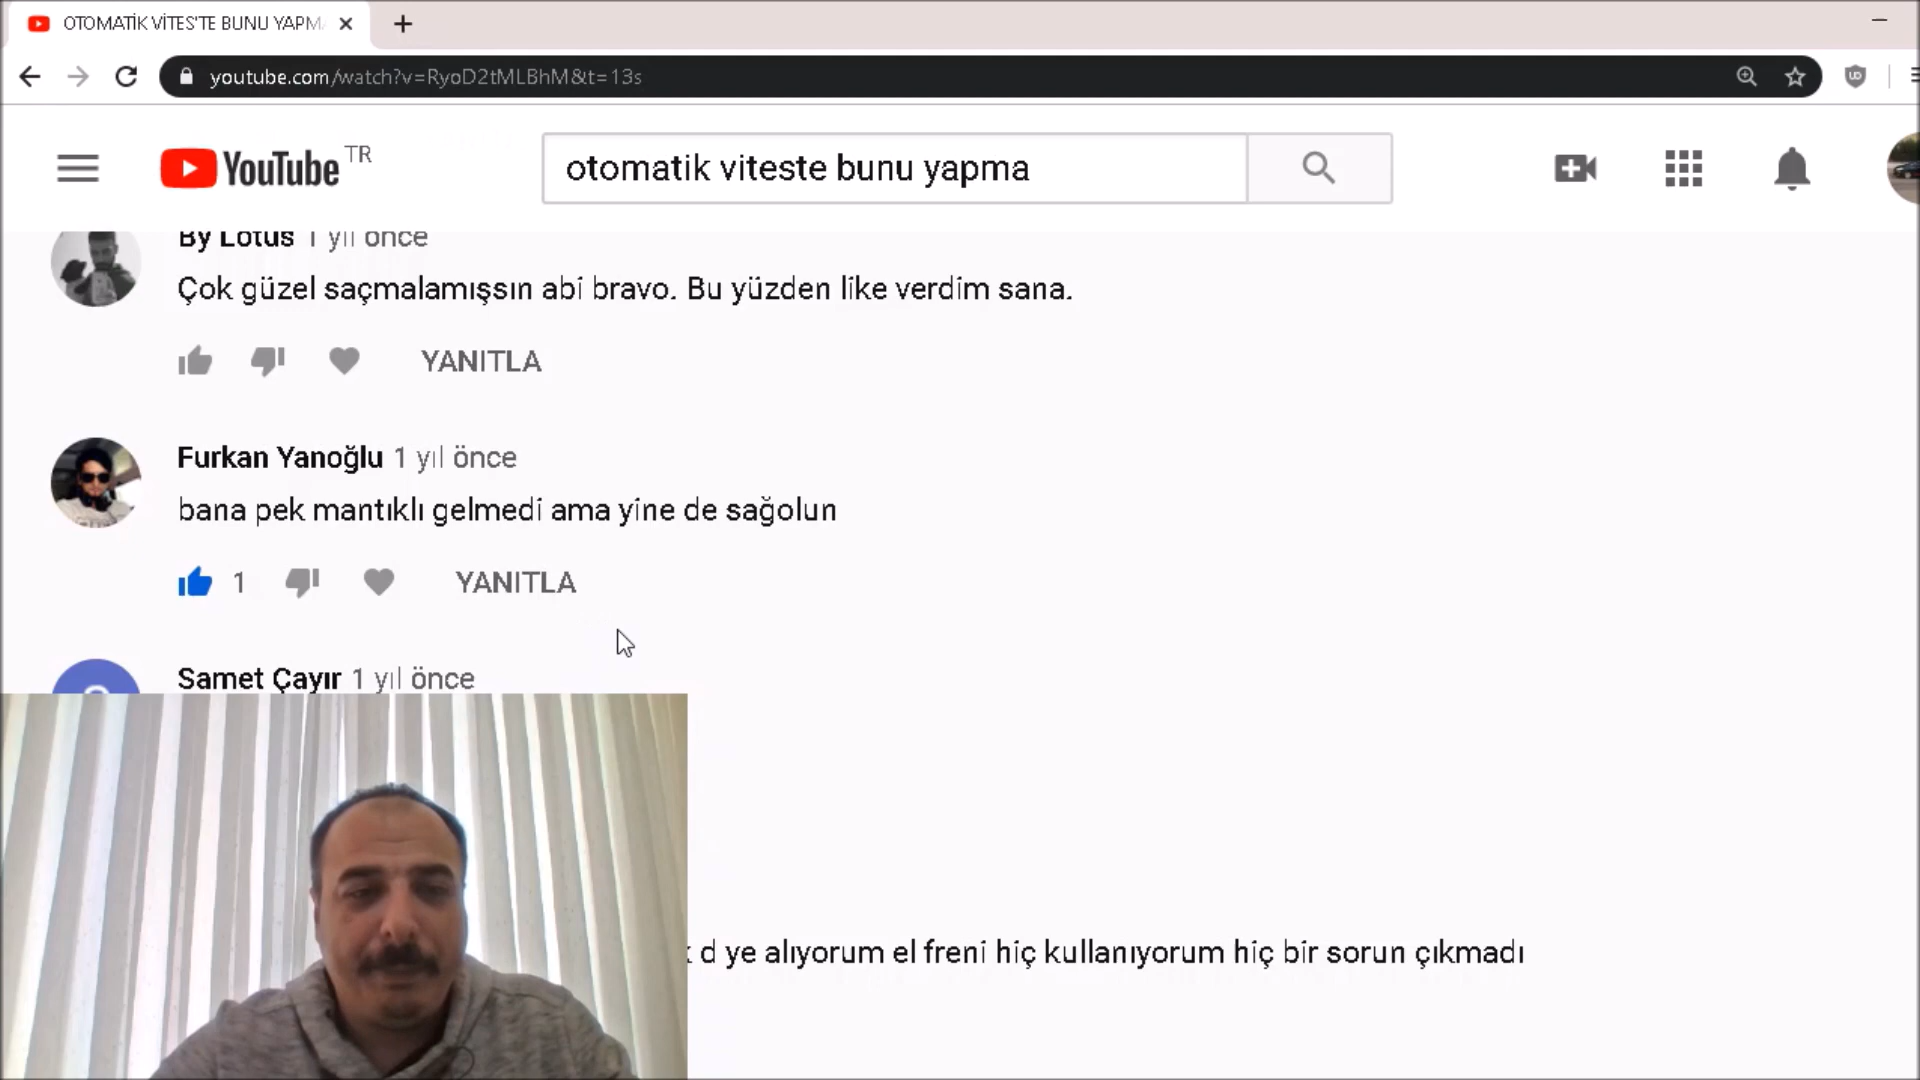 OTOMATİK VİTES'TE BUNU YAPM
youtube.com/watch?v=RyoD2tMLBhM&t=13s
YouTube TR
otomatik viteste bunu yapma
By Lotus 1 yıl önce
Çok güzel saçmalamışsın abi bravo. Bu yüzden like verdim sana.
YANITLA
Furkan Yanoğlu 1 yıl önce
bana pek mantıklı gelmedi ama yine de sağolun
1 YANITLA
Samet Çayır 1 yıl önce
d ye alıyorum el freni hiç kullanıyorum hiç bir sorun çıkmadı